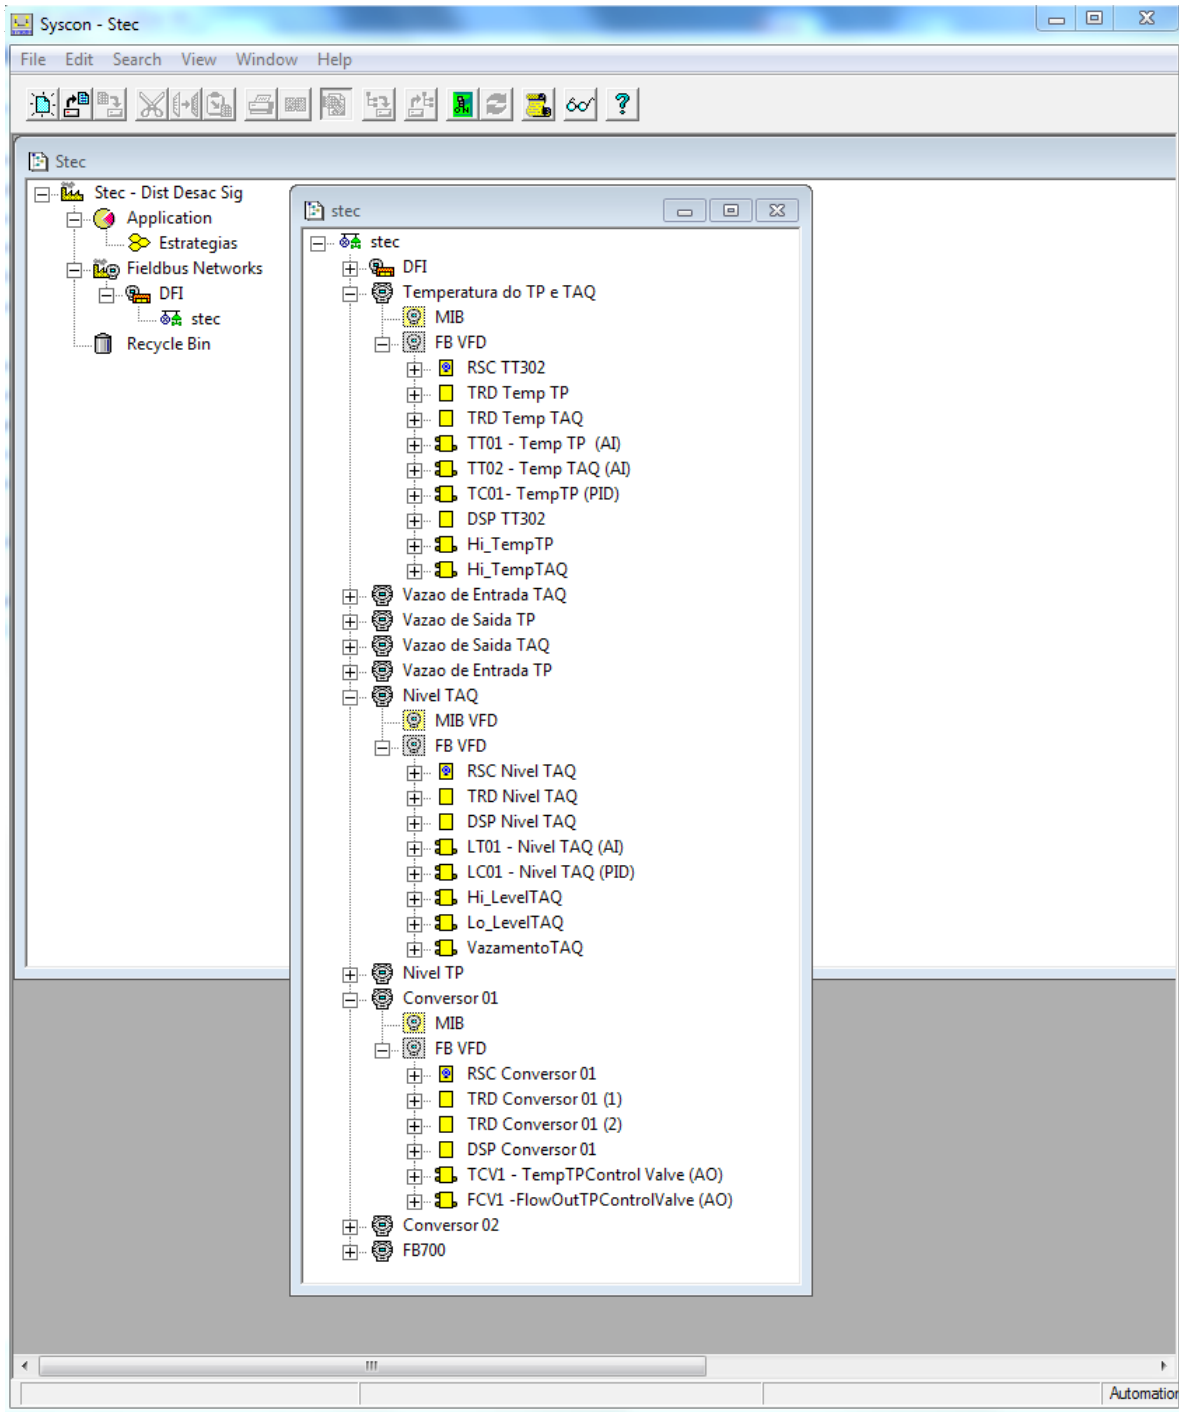 Syscon - Stec
File Edit Search View Window Help
Stec
Stec - Dist Desac Sig
Application
Estrategias
Fieldbus Networks
DFI
stec
Recycle Bin
stec
stec
DFI
Temperatura do TP e TAQ
MIB
FB VFD
RSC TT302
TRD Temp TP
TRD Temp TAQ
TT01 - Temp TP (AI)
TT02 - Temp TAQ (AI)
TC01- TempTP (PID)
DSP TT302
Hi_TempTP
Hi_TempTAQ
Vazao de Entrada TAQ
Vazao de Saida TP
Vazao de Saida TAQ
Vazao de Entrada TP
Nivel TAQ
MIB VFD
FB VFD
RSC Nivel TAQ
TRD Nivel TAQ
DSP Nivel TAQ
LT01 - Nivel TAQ (AI)
LC01 - Nivel TAQ (PID)
Hi_LevelTAQ
Lo_LevelTAQ
VazamentoTAQ
Nivel TP
Conversor 01
MIB
FB VFD
RSC Conversor 01
TRD Conversor 01 (1)
TRD Conversor 01 (2)
DSP Conversor 01
TCV1 - TempTPControl Valve (AO)
FCV1 -FlowOutTPControlValve (AO)
Conversor 02
FB700
Automation